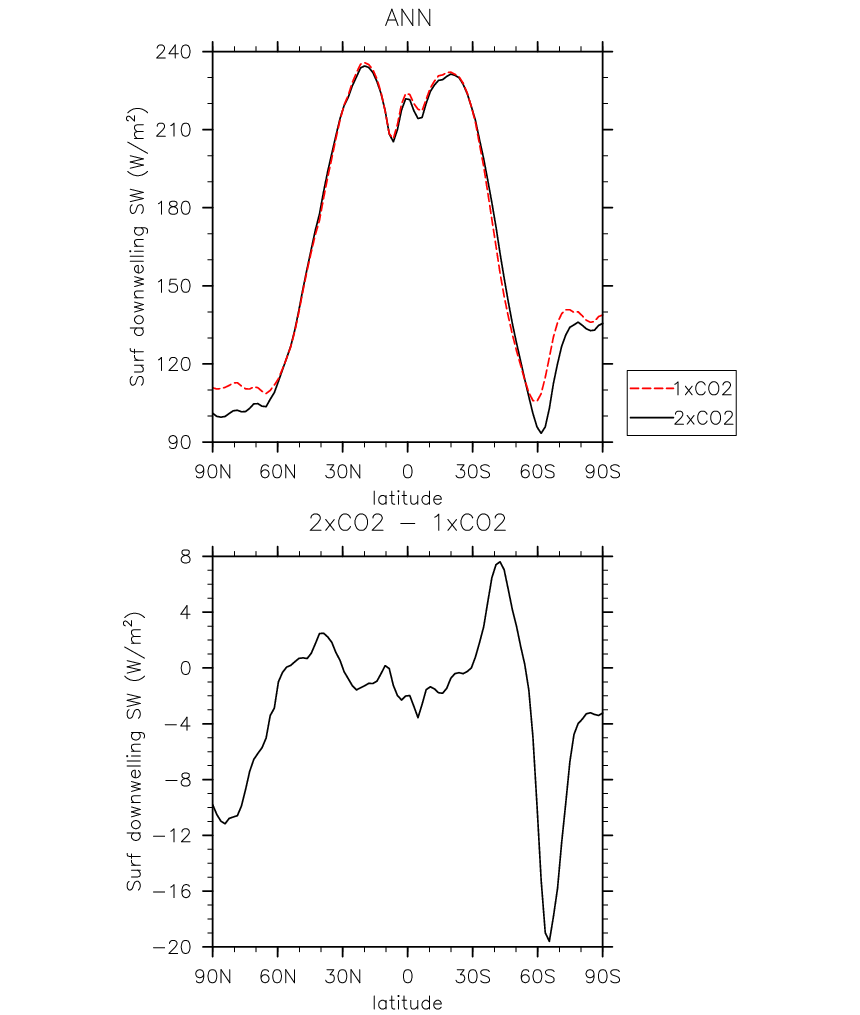 ANN
240
210
180
150
120
90
Surf downwelling SW (W/m²)
90N 60N 30N 0 30S 60S 90S
latitude
1xCO2
2xCO2
2xCO2 − 1xCO2
8
4
0
−4
−8
−12
−16
−20
Surf downwelling SW (W/m²)
90N 60N 30N 0 30S 60S 90S
latitude